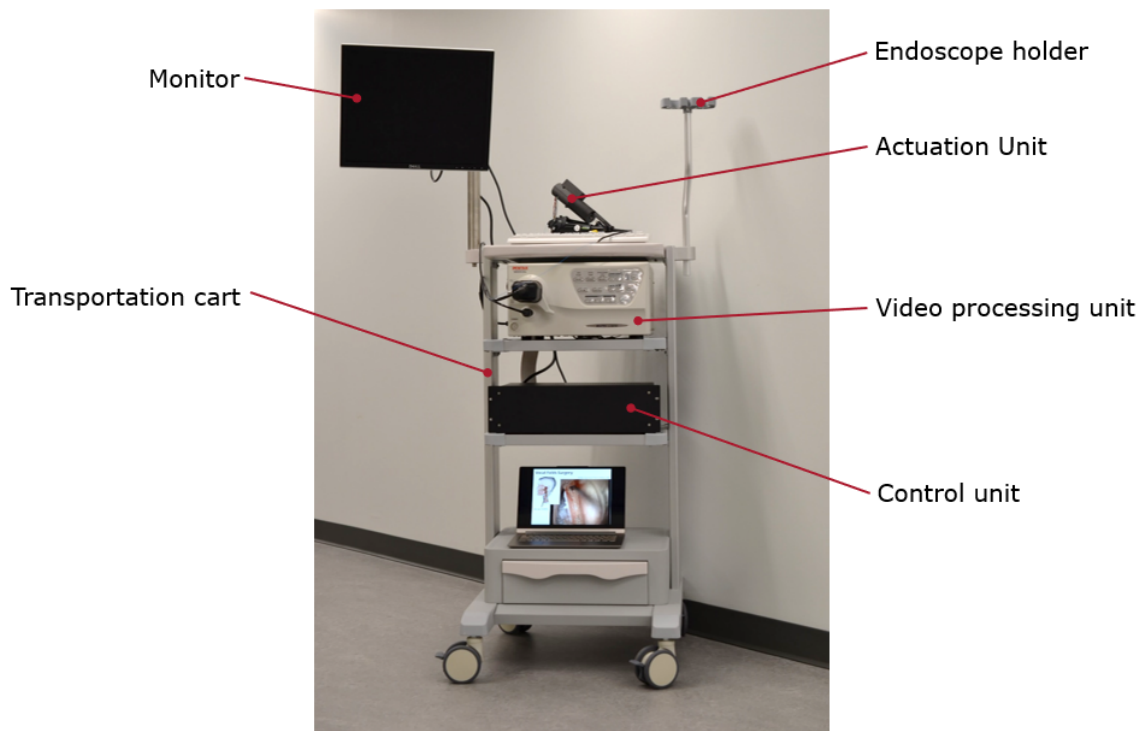 Monitor
Endoscope holder
Actuation Unit
Transportation cart
Video processing unit
Control unit